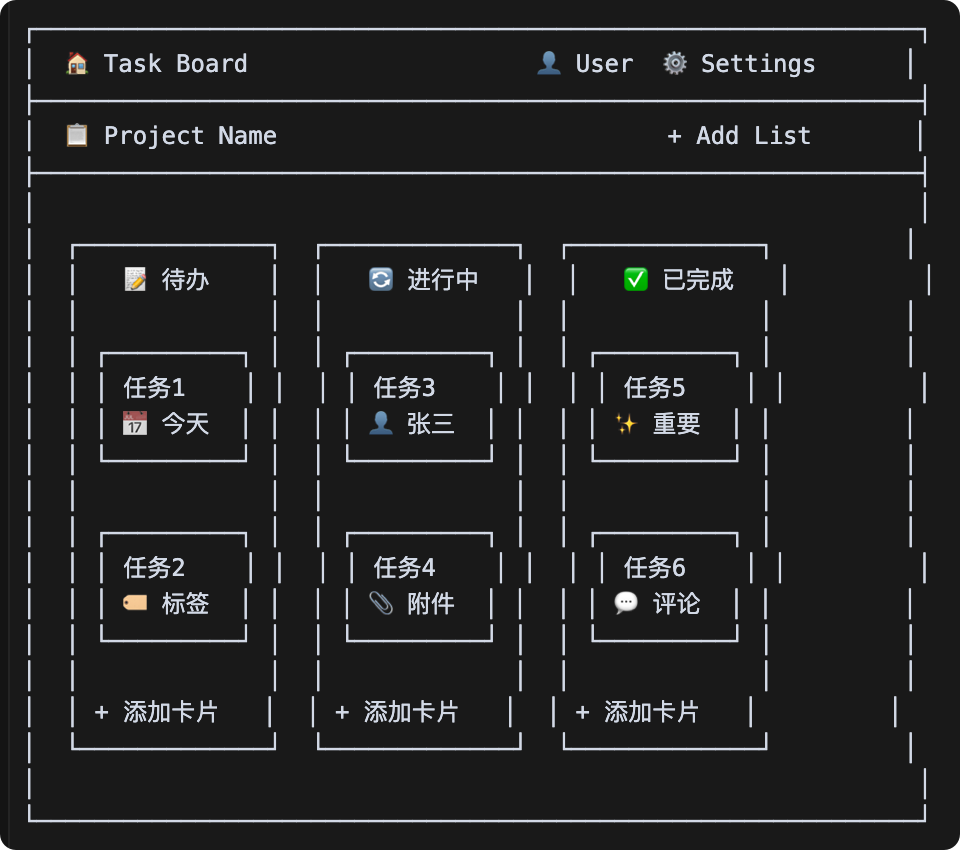 🏠 Task Board 👤 User ⚙️ Settings
📋 Project Name + Add List
📝 待办 🔄 进行中 ✅ 已完成
任务1 任务3 任务5
📅 今天 👤 张三 ✨ 重要
任务2 任务4 任务6
🏷️ 标签 📎 附件 💬 评论
+ 添加卡片 + 添加卡片 + 添加卡片